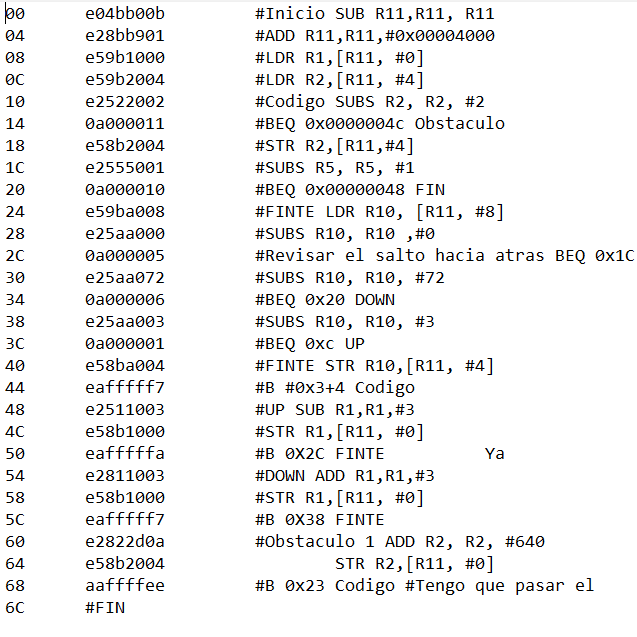 00 e04bb00b #Inicio SUB R11,R11, R11
04 e28bb901 #ADD R11,R11,#0x00004000
08 e59b1000 #LDR R1,[R11, #0]
0C e59b2004 #LDR R2,[R11, #4]
10 e2522002 #Codigo SUBS R2, R2, #2
14 0a000011 #BEQ 0x0000004c Obstaculo
18 e58b2004 #STR R2,[R11,#4]
1C e2555001 #SUBS R5, R5, #1
20 0a000010 #BEQ 0x00000048 FIN
24 e59ba008 #FINTE LDR R10, [R11, #8]
28 e25aa000 #SUBS R10, R10 ,#0
2C 0a000005 #Revisar el salto hacia atras BEQ 0x1C
30 e25aa072 #SUBS R10, R10, #72
34 0a000006 #BEQ 0x20 DOWN
38 e25aa003 #SUBS R10, R10, #3
3C 0a000001 #BEQ 0xc UP
40 e58ba004 #FINTE STR R10,[R11, #4]
44 eafffff7 #B #0x3+4 Codigo
48 e2511003 #UP SUB R1,R1,#3
4C e58b1000 #STR R1,[R11, #0]
50 eafffffa #B 0X2C FINTE Ya
54 e2811003 #DOWN ADD R1,R1,#3
58 e58b1000 #STR R1,[R11, #0]
5C eafffff7 #B 0X38 FINTE
60 e2822d0a #Obstaculo 1 ADD R2, R2, #640
64 e58b2004 STR R2,[R11, #0]
68 aaffffee #B 0x23 Codigo #Tengo que pasar el
6C #FIN